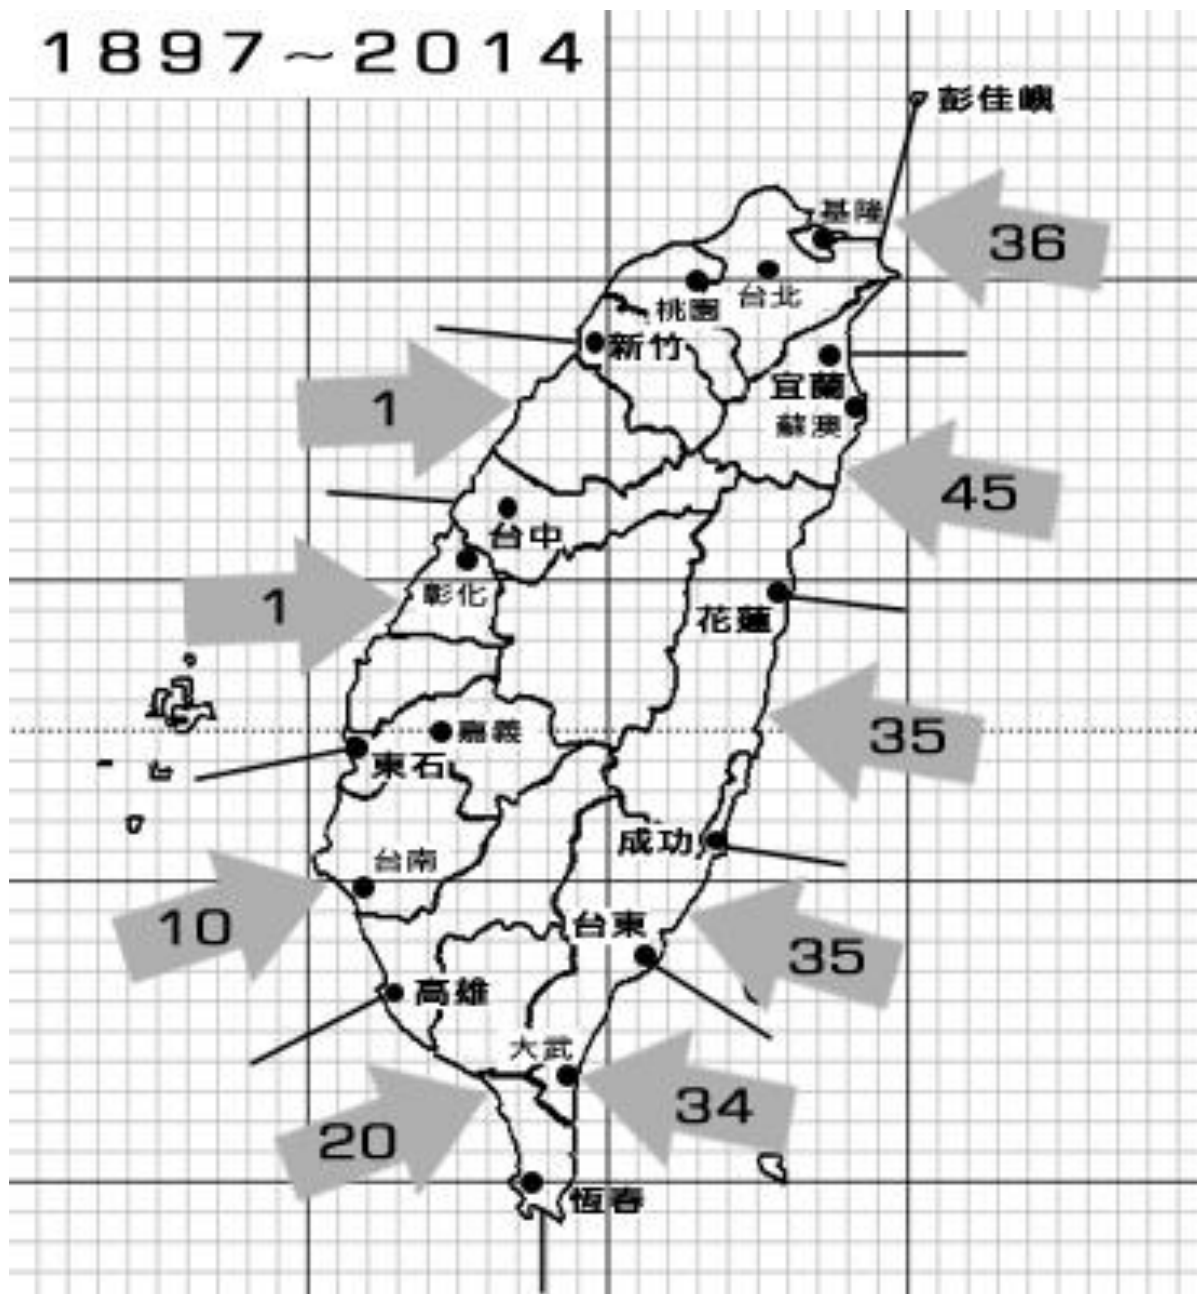 1897～2014
彭佳嶼
基隆
36
台北
桃園
新竹
宜蘭
1
蘇澳
45
台中
彰化
1
花蓮
嘉義
35
東石
成功
台南
台東
10
35
高雄
大武
34
20
恆春